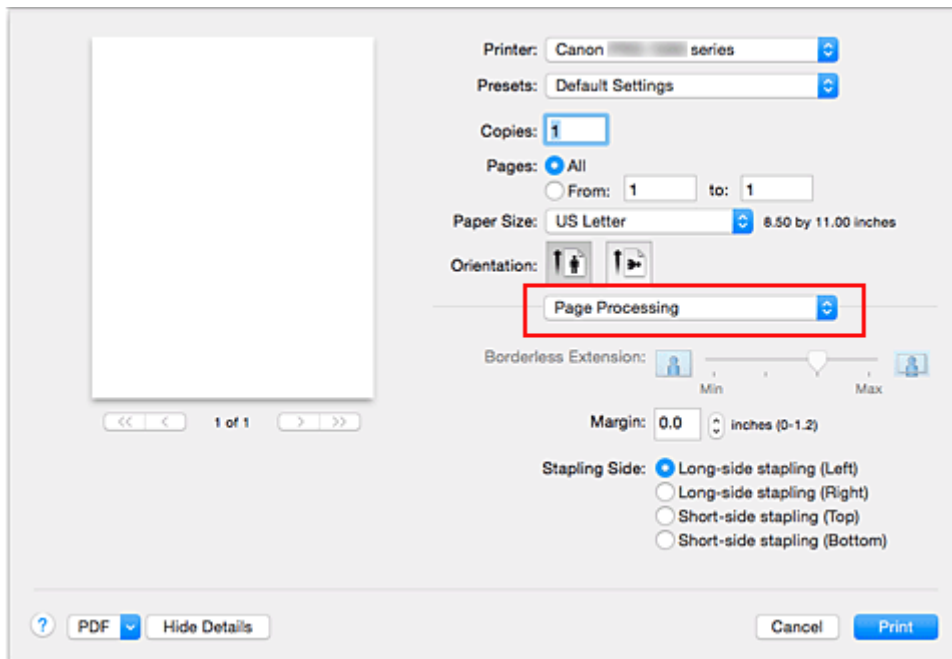 Printer: Canon series
Presets: Default Settings
Copies: 1
Pages: All
From: 1 to: 1
Paper Size: US Letter 8.50 by 11.00 inches
Orientation:
Page Processing
Borderless Extension:
Min Max
1 of 1
Margin: 0.0 inches (0-1.2)
Stapling Side: Long-side stapling (Left)
Long-side stapling (Right)
Short-side stapling (Top)
Short-side stapling (Bottom)
? PDF Hide Details Cancel Print